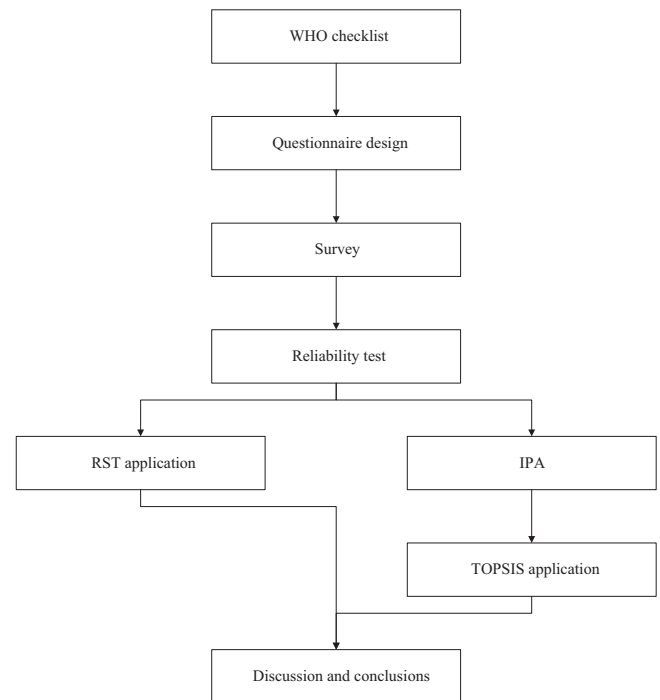 WHO checklist
Questionnaire design
Survey
Reliability test
RST application
IPA
TOPSIS application
Discussion and conclusions